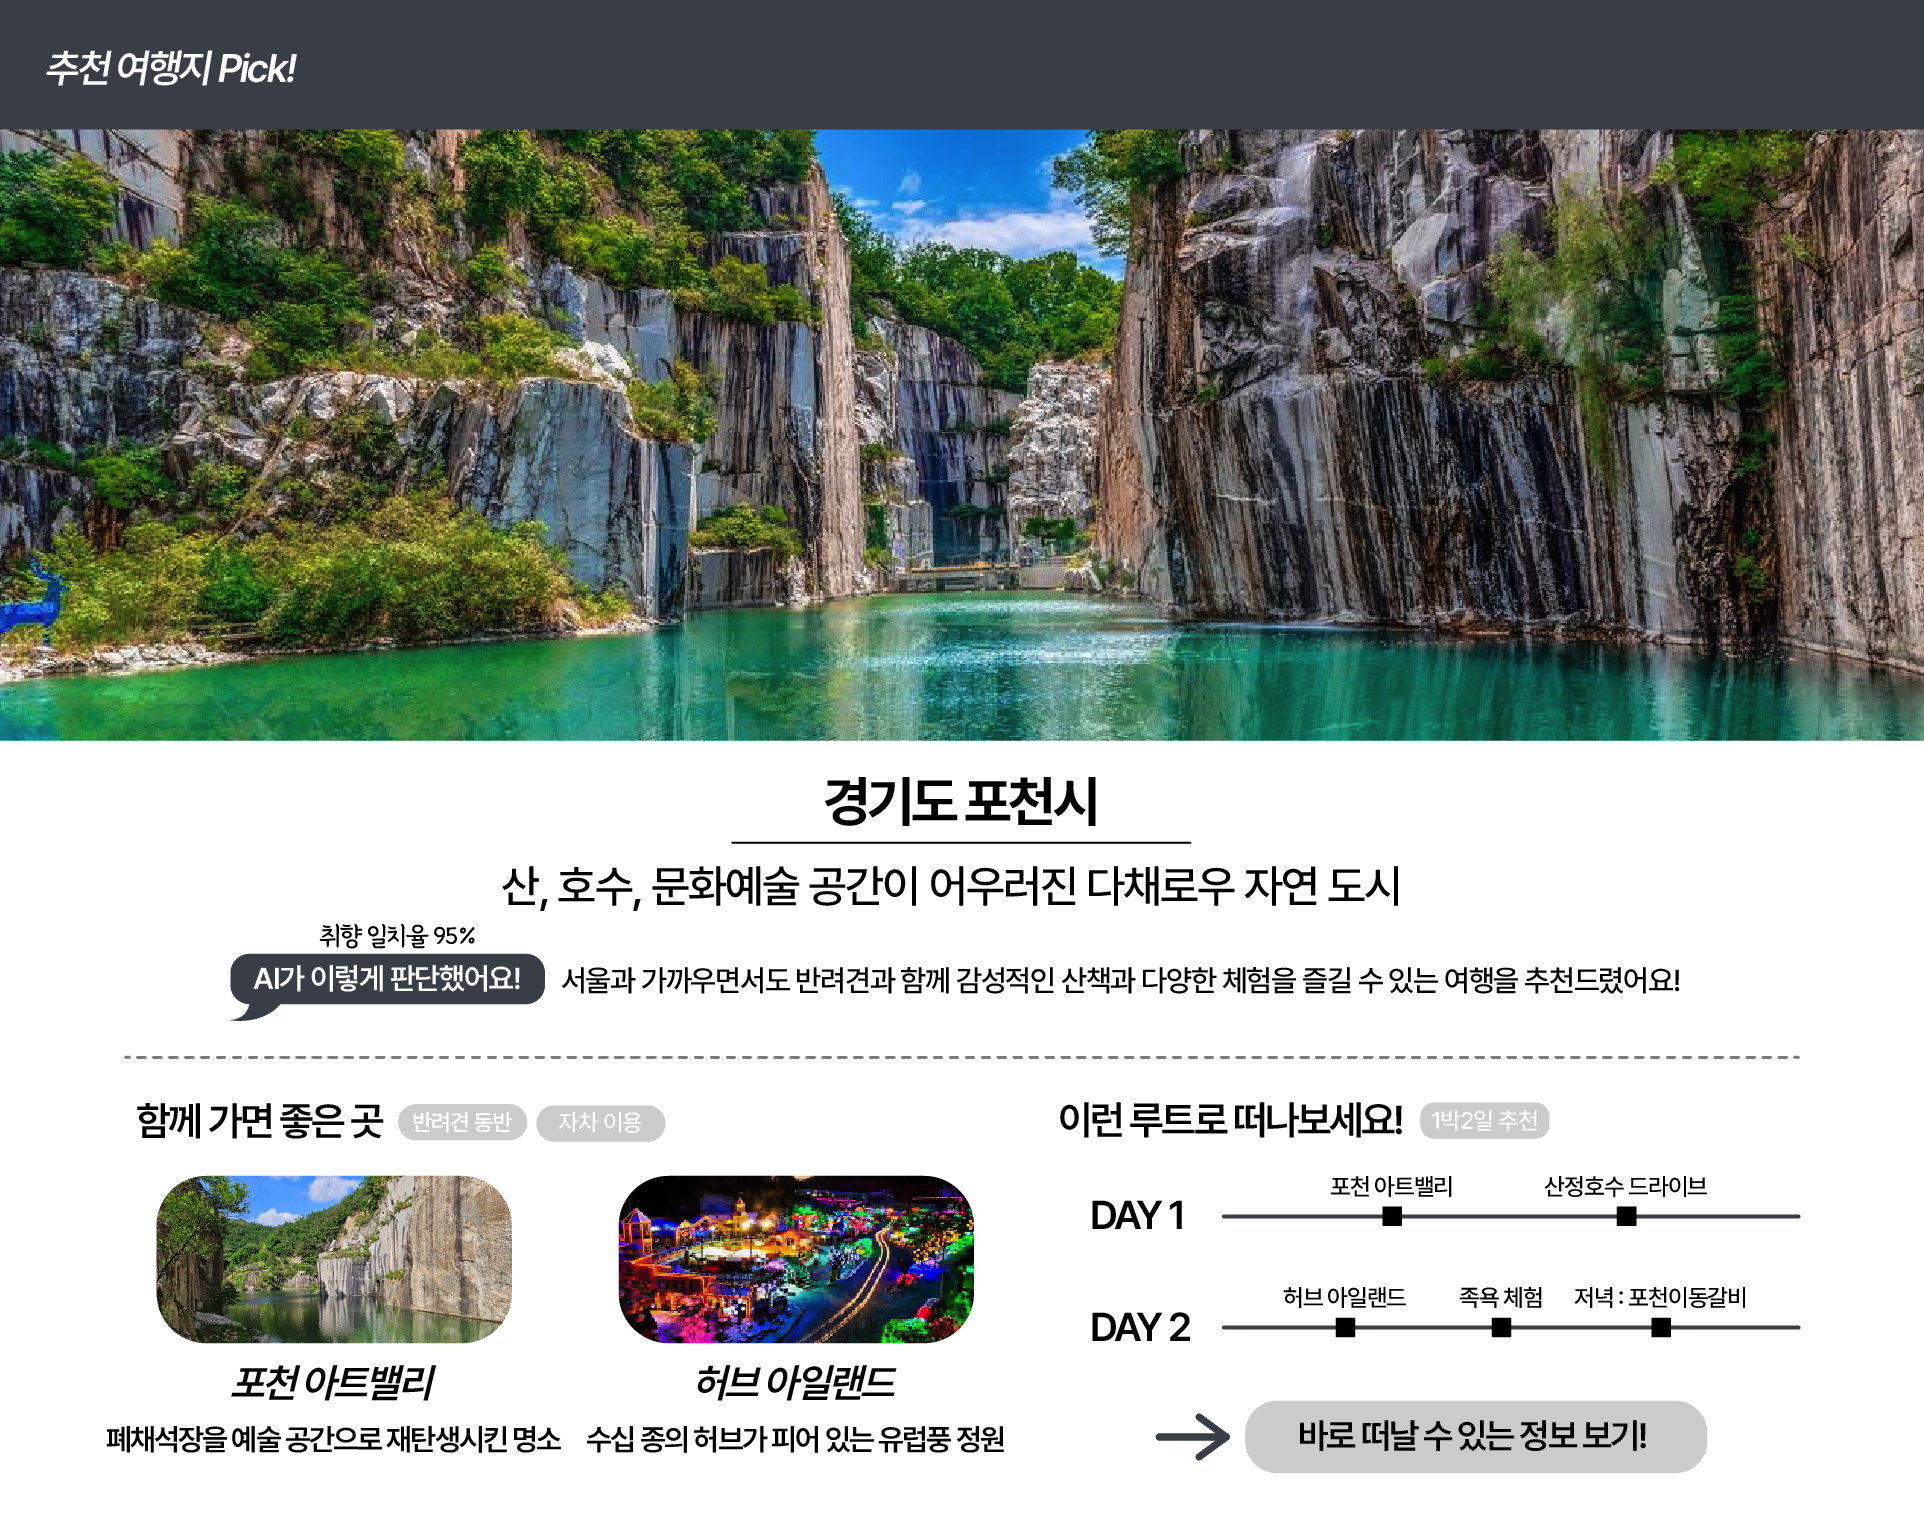 추천 여행지 Pick!
경기도 포천시
산, 호수, 문화예술 공간이 어우러진 다채로우 자연 도시
취향 일치율 95%
AI가 이렇게 판단했어요!
서울과 가까우면서도 반려견과 함께 감성적인 산책과 다양한 체험을 즐길 수 있는 여행을 추천드렸어요!
함께 가면 좋은 곳
반려견 동반
자차 이용
포천 아트밸리
폐채석장을 예술 공간으로 재탄생시킨 명소
허브 아일랜드
수십 종의 허브가 피어 있는 유럽풍 정원
이런 루트로 떠나보세요!
1박2일 추천
DAY 1
포천 아트밸리
산정호수 드라이브
DAY 2
허브 아일랜드
족욕 체험
저녁 : 포천이동갈비
바로 떠날 수 있는 정보 보기!